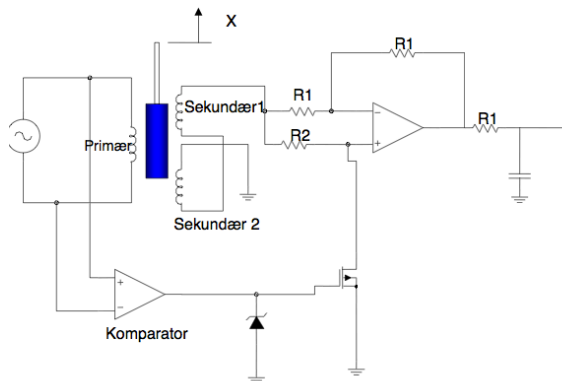 X
R1
Sekundær1
R1
R1
Primær
R2
Sekundær 2
Komparator